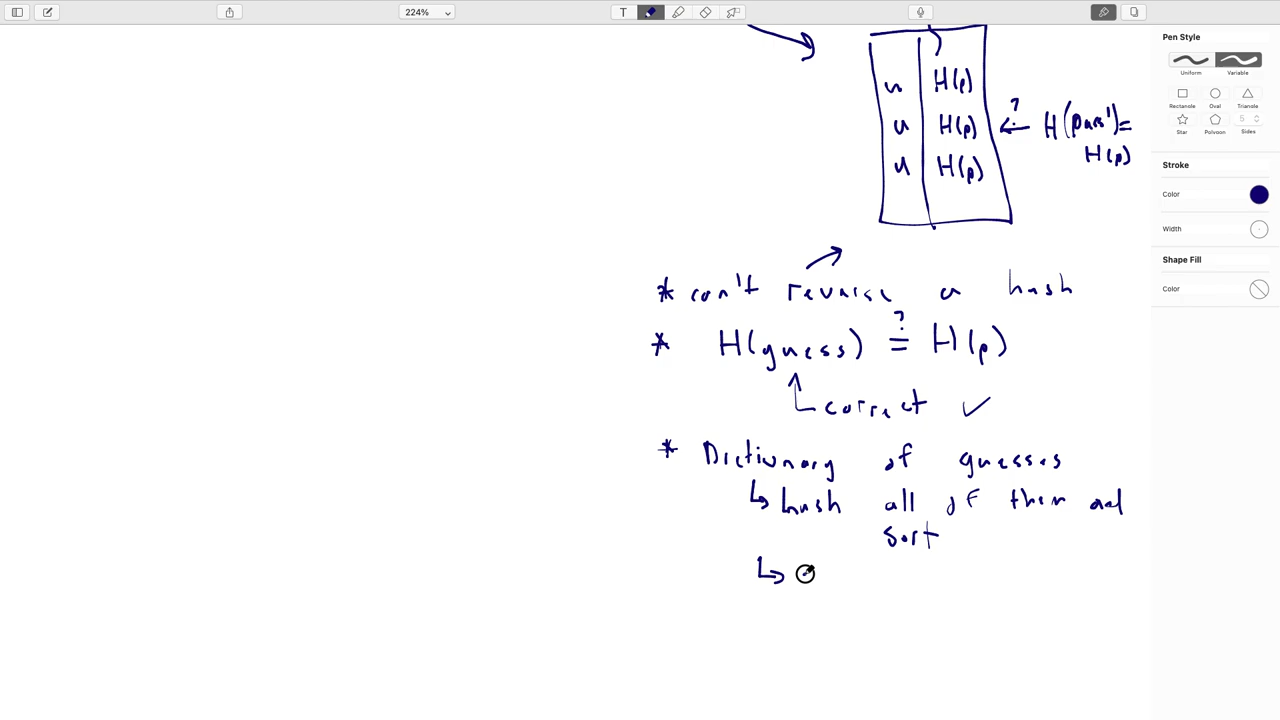 224%
T
Pen Style
Uniform Variable
Rectangle Oval Triangle
Star Polygon 5 Sides
Stroke
Color
Width
Shape Fill
Color
u H(p)
u H(p) ?← H(pass')=
H(p)
u H(p)
* can't reverse a hash
* H(guess) ?= H(p)
correct ✓
* Dictionary of guesses
↳ hash all of them and
sort
↳